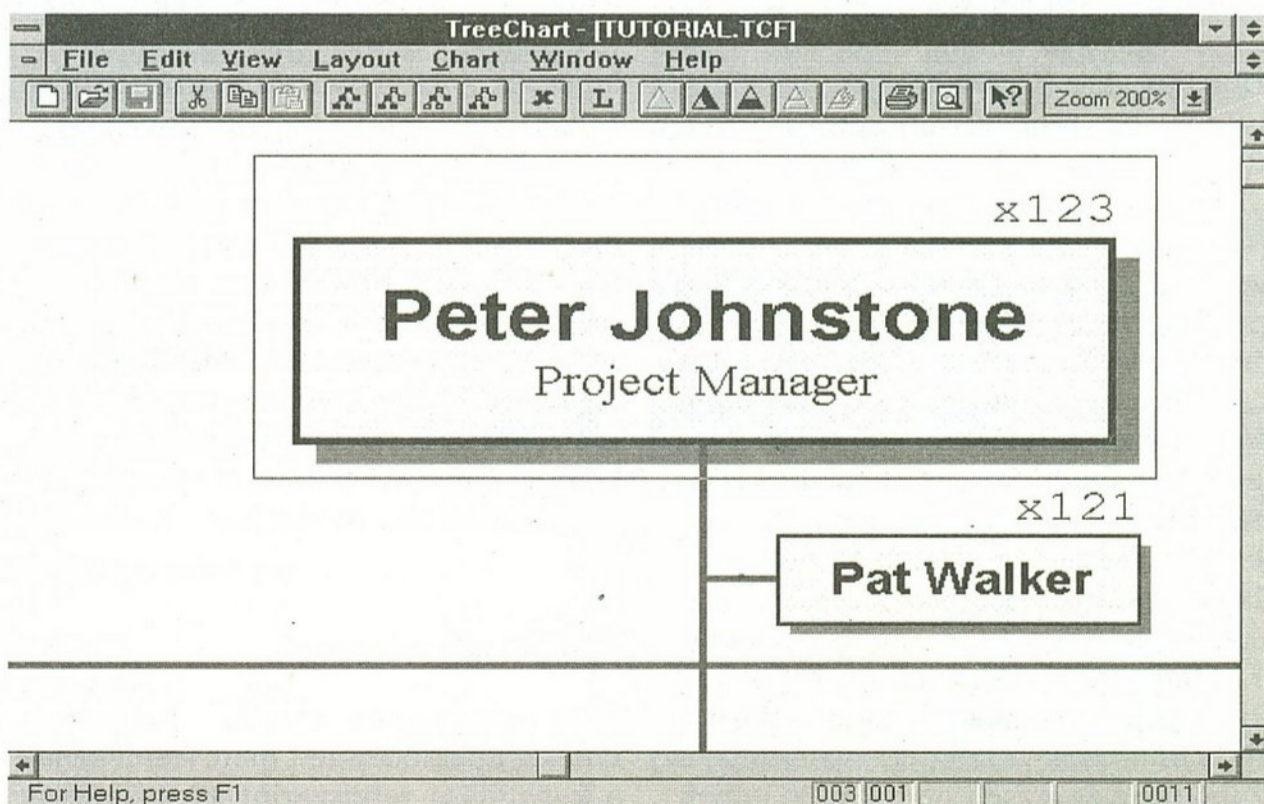 TreeChart - [TUTORIAL.TCF]
File Edit View Layout Chart Window Help
L ? Zoom 200%
x123
Peter Johnstone
Project Manager
x121
Pat Walker
For Help, press F1 003 001 0011